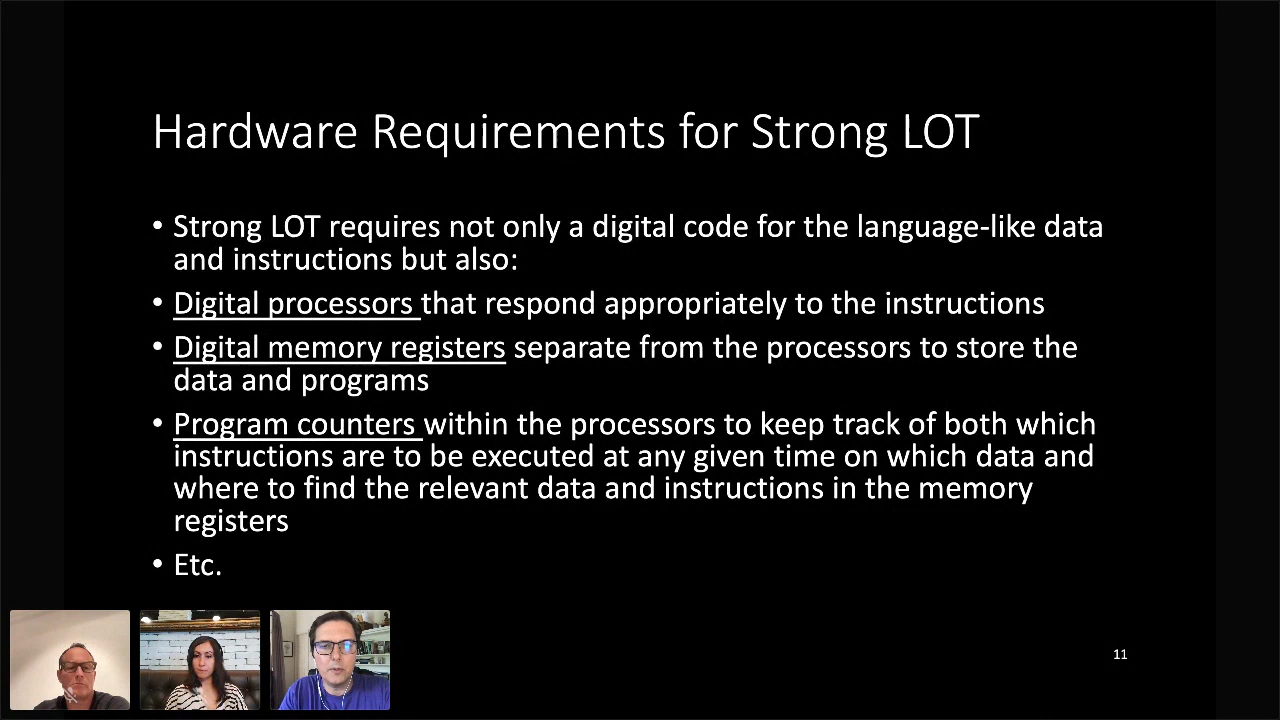 Hardware Requirements for Strong LOT
• Strong LOT requires not only a digital code for the language-like data
and instructions but also:
• Digital processors that respond appropriately to the instructions
• Digital memory registers separate from the processors to store the
data and programs
• Program counters within the processors to keep track of both which
instructions are to be executed at any given time on which data and
where to find the relevant data and instructions in the memory
registers
• Etc.
11